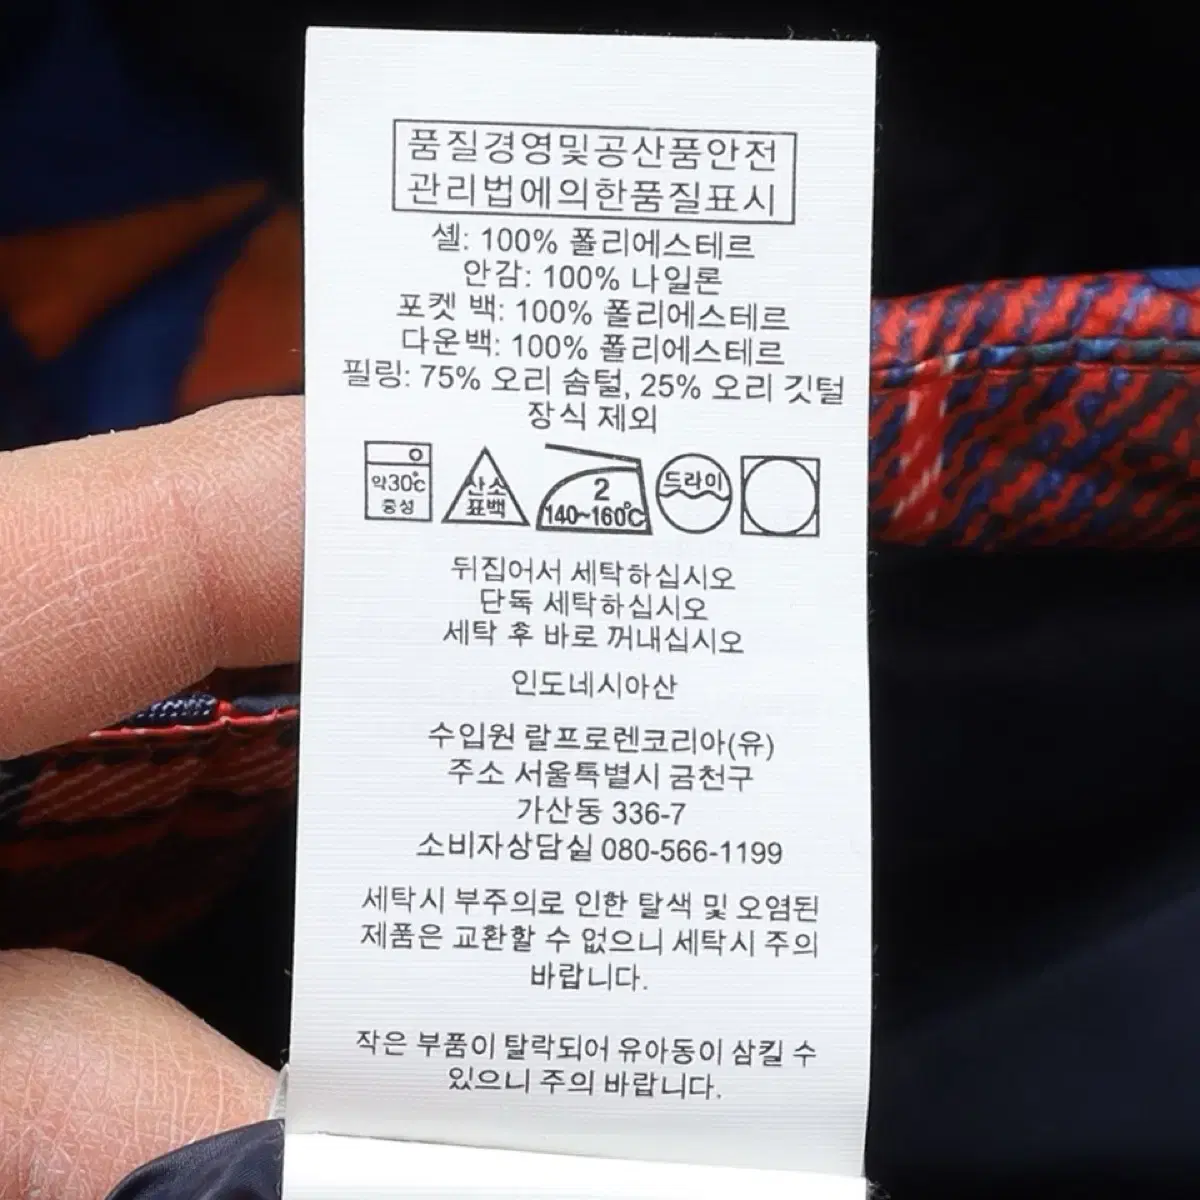 품질경영및공산품안전
관리법에의한품질표시
셸: 100% 폴리에스테르
안감: 100% 나일론
포켓 백: 100% 폴리에스테르
다운백: 100% 폴리에스테르
필링: 75% 오리 솜털, 25% 오리 깃털
장식 제외
약30℃
중성
산소
표백
2
140~160℃
드라이
뒤집어서 세탁하십시오
단독 세탁하십시오
세탁 후 바로 꺼내십시오
인도네시아산
수입원 랄프로렌코리아(유)
주소 서울특별시 금천구
가산동 336-7
소비자상담실 080-566-1199
세탁시 부주의로 인한 탈색 및 오염된
제품은 교환할 수 없으니 세탁시 주의
바랍니다.
작은 부품이 탈락되어 유아동이 삼킬 수
있으니 주의 바랍니다.